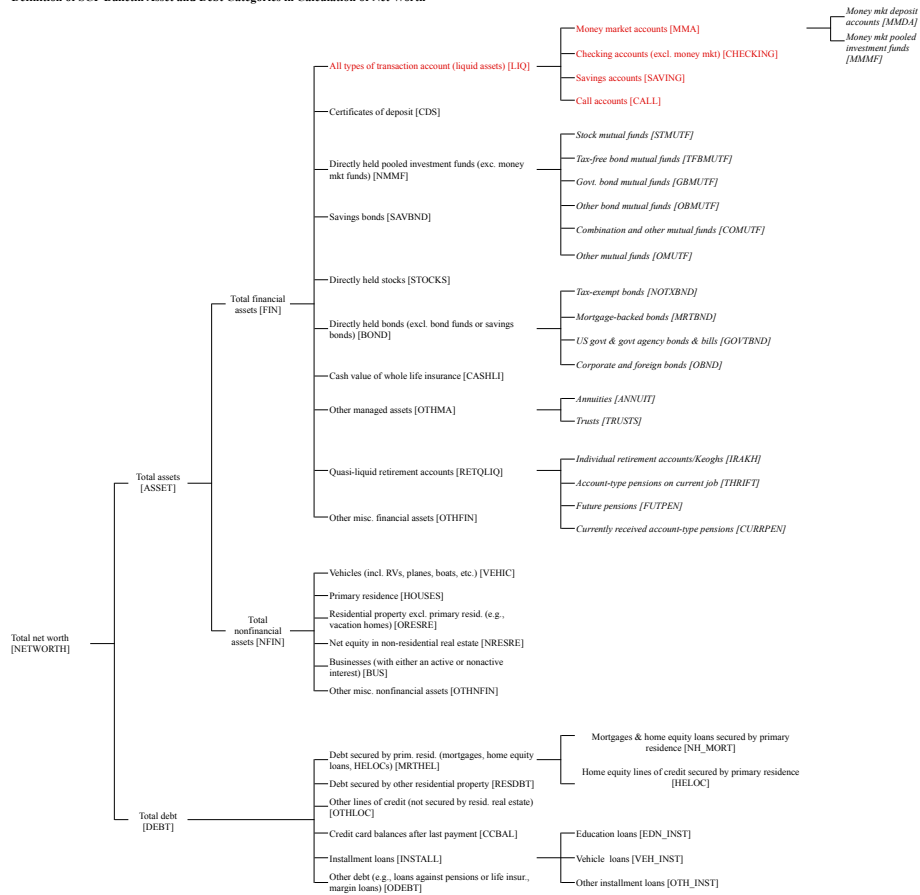 Definition of SCF Bulletin Asset and Debt Categories in Calculation of Net Worth
Money mkt deposit
accounts [MMDA]
Money mkt pooled
investment funds
[MMMF]
Money market accounts [MMA]
Checking accounts (excl. money mkt) [CHECKING]
Savings accounts [SAVING]
Call accounts [CALL]
All types of transaction account (liquid assets) [LIQ]
Certificates of deposit [CDS]
Stock mutual funds [STMUTF]
Tax-free bond mutual funds [TFBMUTF]
Govt. bond mutual funds [GBMUTF]
Other bond mutual funds [OBMUTF]
Combination and other mutual funds [COMUTF]
Other mutual funds [OMUTF]
Directly held pooled investment funds (exc. money
mkt funds) [NMMF]
Savings bonds [SAVBND]
Directly held stocks [STOCKS]
Total financial
assets [FIN]
Tax-exempt bonds [NOTXBND]
Mortgage-backed bonds [MRTBND]
US govt & govt agency bonds & bills [GOVTBND]
Corporate and foreign bonds [OBND]
Directly held bonds (excl. bond funds or savings
bonds) [BOND]
Cash value of whole life insurance [CASHLI]
Other managed assets [OTHMA]
Annuities [ANNUIT]
Trusts [TRUSTS]
Quasi-liquid retirement accounts [RETQLIQ]
Individual retirement accounts/Keoghs [IRAKH]
Account-type pensions on current job [THRIFT]
Future pensions [FUTPEN]
Currently received account-type pensions [CURRPEN]
Other misc. financial assets [OTHFIN]
Total assets
[ASSET]
Vehicles (incl. RVs, planes, boats, etc.) [VEHIC]
Primary residence [HOUSES]
Residential property excl. primary resid. (e.g.,
vacation homes) [ORESRE]
Total
nonfinancial
assets [NFIN]
Net equity in non-residential real estate [NRESRE]
Businesses (with either an active or nonactive
interest) [BUS]
Other misc. nonfinancial assets [OTHNFIN]
Total net worth
[NETWORTH]
Debt secured by prim. resid. (mortgages, home equity
loans, HELOCs) [MRTHEL]
Mortgages & home equity loans secured by primary
residence [NH_MORT]
Home equity lines of credit secured by primary residence
[HELOC]
Debt secured by other residential property [RESDBT]
Other lines of credit (not secured by resid. real estate)
[OTHLOC]
Total debt
[DEBT]
Credit card balances after last payment [CCBAL]
Installment loans [INSTALL]
Education loans [EDN_INST]
Vehicle loans [VEH_INST]
Other installment loans [OTH_INST]
Other debt (e.g., loans against pensions or life insur.,
margin loans) [ODEBT]